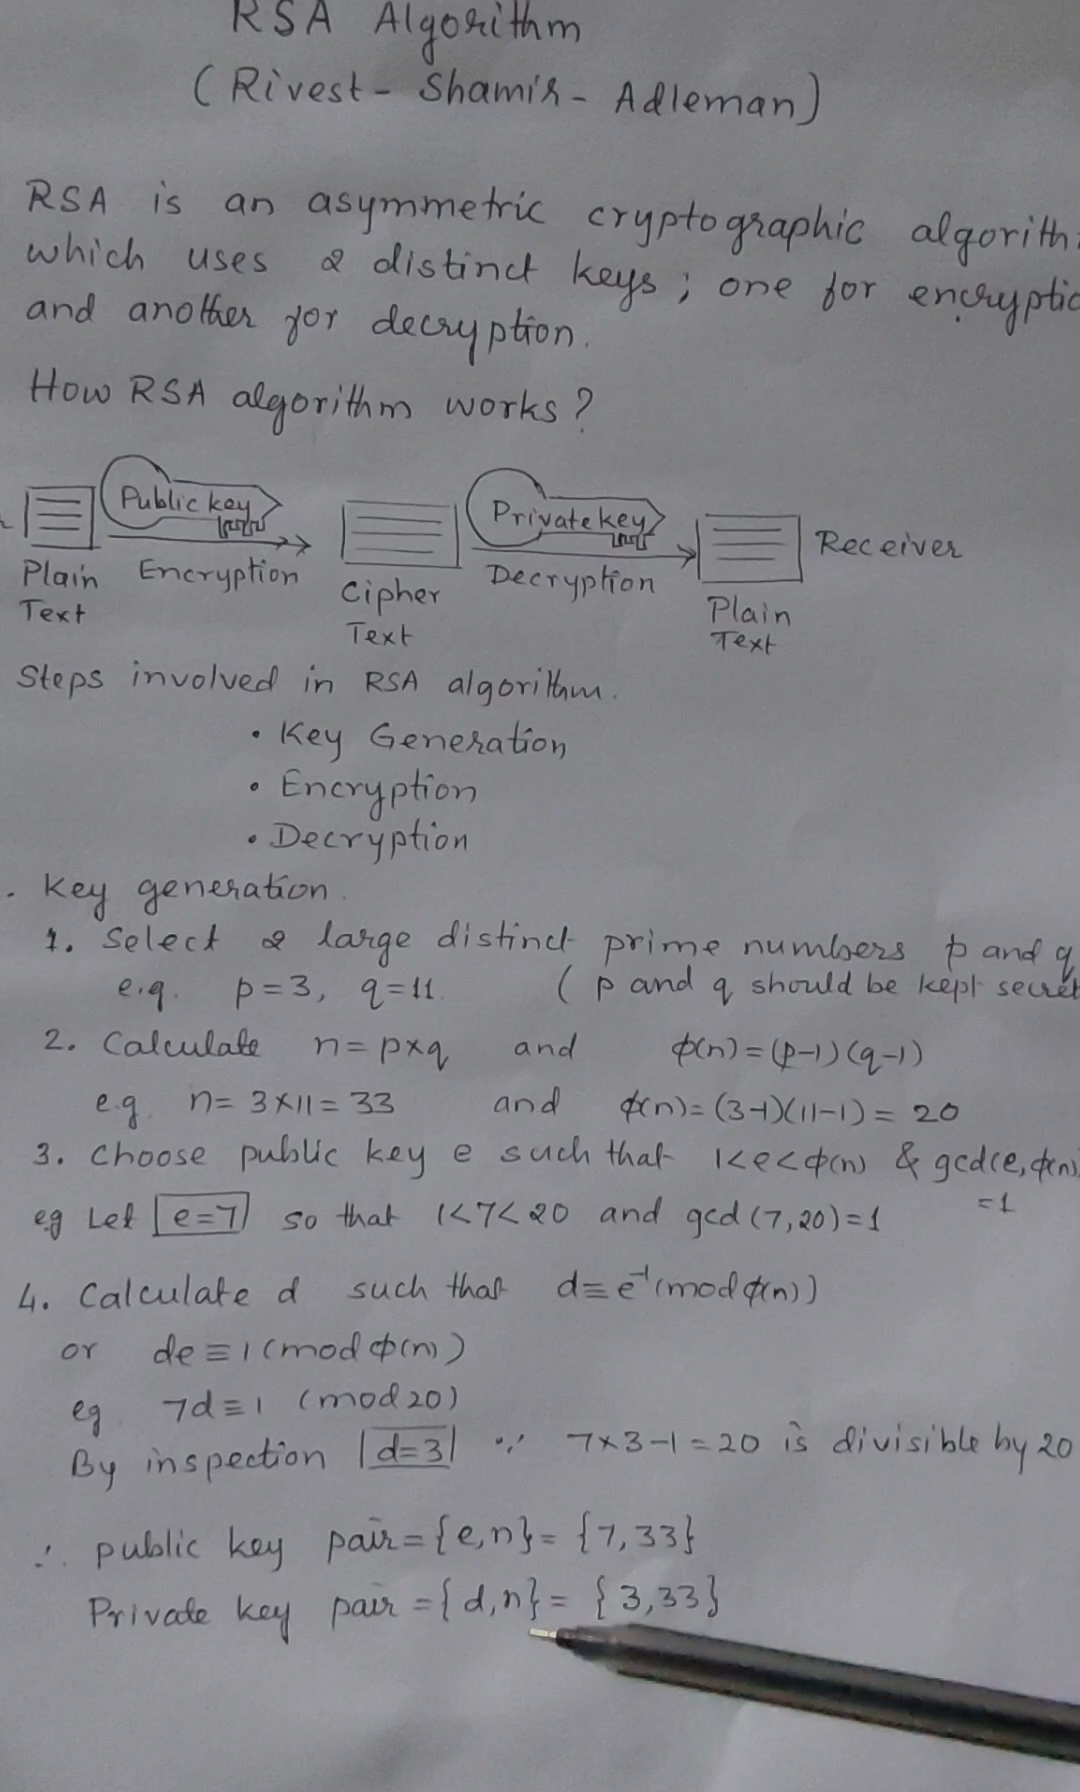 RSA Algorithm
(Rivest - Shamir - Adleman)
RSA is an asymmetric cryptographic algorith
which uses 2 distinct keys; one for encryptio
and another for decryption.
How RSA algorithm works?
Public key
Private key
Encryption
Decryption
Receiver
Plain
Text
Cipher
Text
Plain
Text
Steps involved in RSA algorithm.
• Key Generation
• Encryption
• Decryption
. Key generation.
1. Select 2 large distinct prime numbers p and q
e.g. p=3, q=11. (p and q should be kept secret
2. Calculate n=p×q and ϕ(n)=(p-1)(q-1)
e.g. n= 3×11= 33 and ϕ(n)=(3-1)(11-1)= 20
3. Choose public key e such that 1<e<ϕ(n) & gcd(e,ϕ(n)
=1
eg Let e=7 so that 1<7<20 and gcd(7,20)=1
4. Calculate d such that d≡e⁻¹(mod ϕ(n))
or de≡1(mod ϕ(n))
eg. 7d≡1 (mod 20)
By inspection d=3 ∵ 7×3-1=20 is divisible by 20
∴ public key pair={e,n}= {7,33}
Private key pair={d,n}= {3,33}